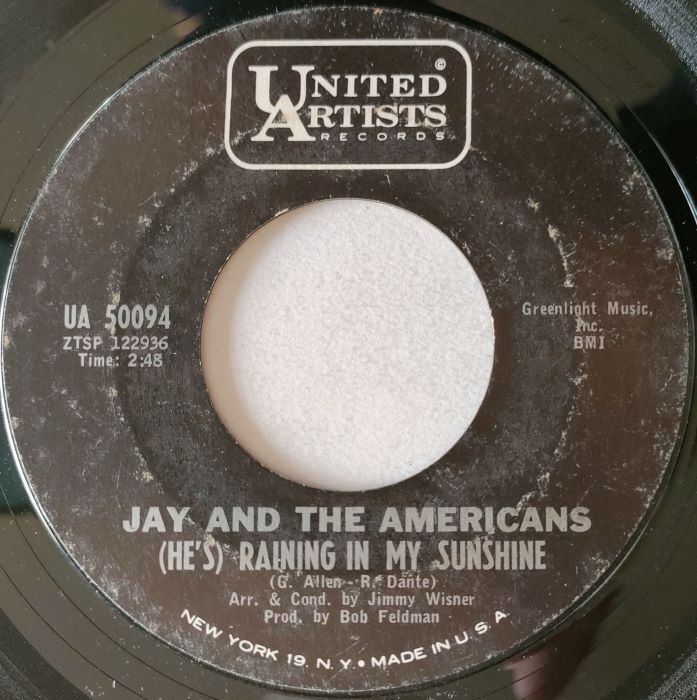 UNITED ©
ARTISTS
RECORDS
UA 50094
ZTSP 122936
Time: 2:48
Greenlight Music,
Inc.
BMI
JAY AND THE AMERICANS
(HE'S) RAINING IN MY SUNSHINE
(G. Allen - R. Dante)
Arr. & Cond. by Jimmy Wisner
Prod. by Bob Feldman
NEW YORK 19, N.Y. • MADE IN U.S.A.